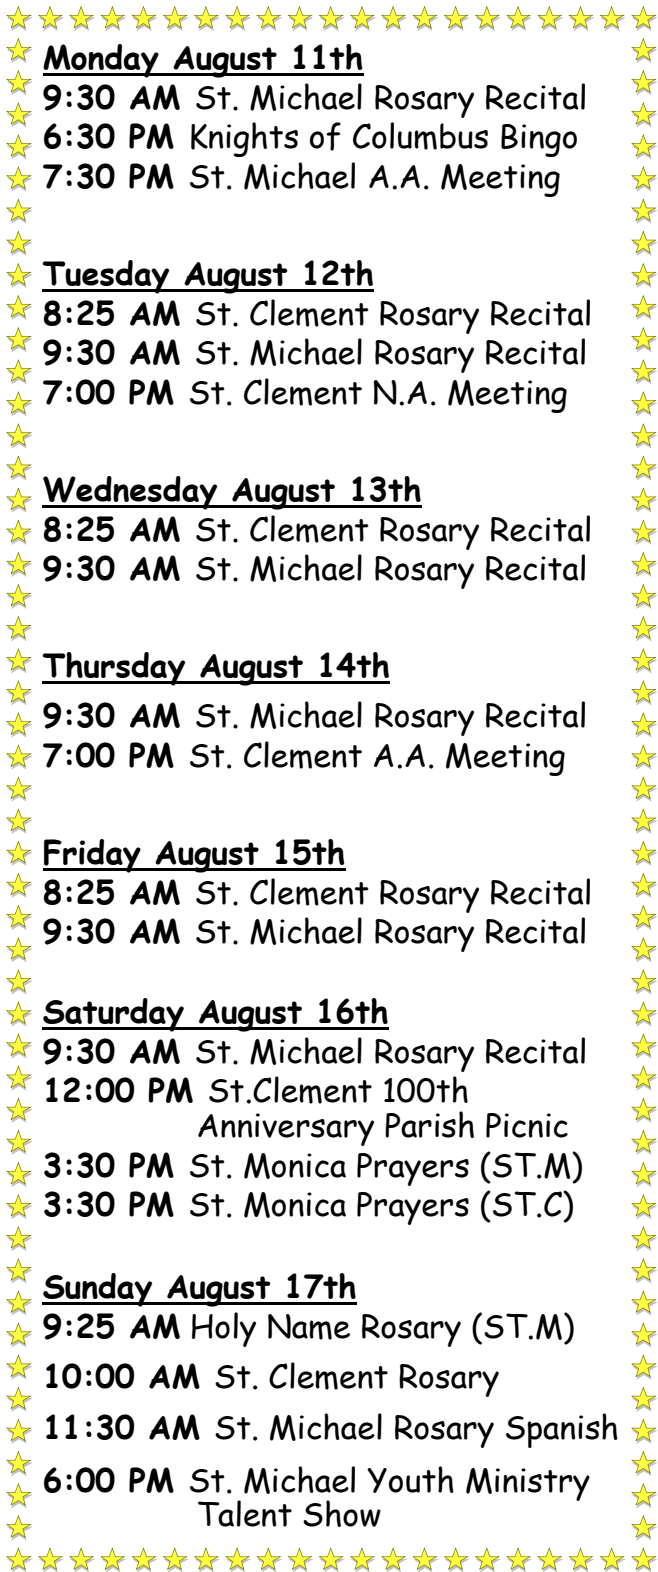 Monday August 11th
9:30 AM St. Michael Rosary Recital
6:30 PM Knights of Columbus Bingo
7:30 PM St. Michael A.A. Meeting
Tuesday August 12th
8:25 AM St. Clement Rosary Recital
9:30 AM St. Michael Rosary Recital
7:00 PM St. Clement N.A. Meeting
Wednesday August 13th
8:25 AM St. Clement Rosary Recital
9:30 AM St. Michael Rosary Recital
Thursday August 14th
9:30 AM St. Michael Rosary Recital
7:00 PM St. Clement A.A. Meeting
Friday August 15th
8:25 AM St. Clement Rosary Recital
9:30 AM St. Michael Rosary Recital
Saturday August 16th
9:30 AM St. Michael Rosary Recital
12:00 PM St.Clement 100th
Anniversary Parish Picnic
3:30 PM St. Monica Prayers (ST.M)
3:30 PM St. Monica Prayers (ST.C)
Sunday August 17th
9:25 AM Holy Name Rosary (ST.M)
10:00 AM St. Clement Rosary
11:30 AM St. Michael Rosary Spanish
6:00 PM St. Michael Youth Ministry
Talent Show